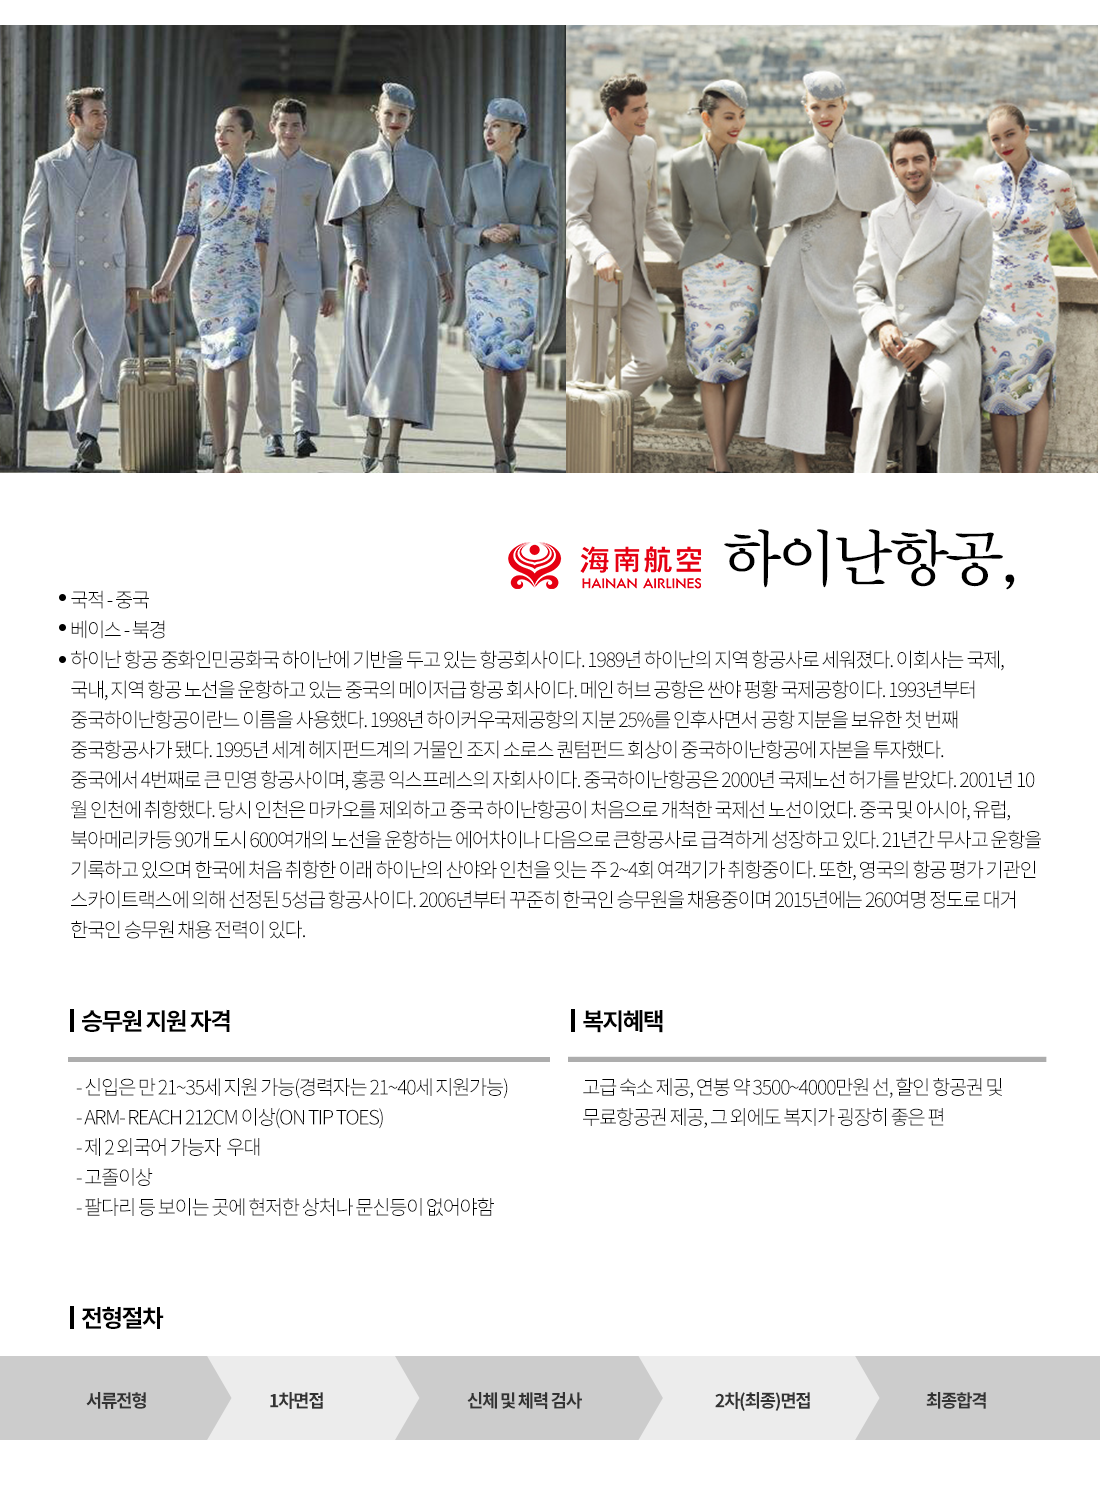 海南航空
HAINAN AIRLINES
하이난항공,
• 국적 - 중국
• 베이스 - 북경
• 하이난 항공 중화인민공화국 하이난에 기반을 두고 있는 항공회사이다. 1989년 하이난의 지역 항공사로 세워졌다. 이회사는 국제,
국내, 지역 항공 노선을 운항하고 있는 중국의 메이저급 항공 회사이다. 메인 허브 공항은 싼야 펑황 국제공항이다. 1993년부터
중국하이난항공이란느 이름을 사용했다. 1998년 하이커우국제공항의 지분 25%를 인후사면서 공항 지분을 보유한 첫 번째
중국항공사가 됐다. 1995년 세계 헤지펀드계의 거물인 조지 소로스 퀀텀펀드 회상이 중국하이난항공에 자본을 투자했다.
중국에서 4번째로 큰 민영 항공사이며, 홍콩 익스프레스의 자회사이다. 중국하이난항공은 2000년 국제노선 허가를 받았다. 2001년 10
월 인천에 취항했다. 당시 인천은 마카오를 제외하고 중국 하이난항공이 처음으로 개척한 국제선 노선이었다. 중국 및 아시아, 유럽,
북아메리카등 90개 도시 600여개의 노선을 운항하는 에어차이나 다음으로 큰항공사로 급격하게 성장하고 있다. 21년간 무사고 운항을
기록하고 있으며 한국에 처음 취항한 이래 하이난의 산야와 인천을 잇는 주 2~4회 여객기가 취항중이다. 또한, 영국의 항공 평가 기관인
스카이트랙스에 의해 선정된 5성급 항공사이다. 2006년부터 꾸준히 한국인 승무원을 채용중이며 2015년에는 260여명 정도로 대거
한국인 승무원 채용 전력이 있다.
승무원 지원 자격
- 신입은 만 21~35세 지원 가능(경력자는 21~40세 지원가능)
- ARM- REACH 212CM 이상(ON TIP TOES)
- 제 2 외국어 가능자 우대
- 고졸이상
- 팔다리 등 보이는 곳에 현저한 상처나 문신등이 없어야함
복지혜택
고급 숙소 제공, 연봉 약 3500~4000만원 선, 할인 항공권 및
무료항공권 제공, 그 외에도 복지가 굉장히 좋은 편
전형절차
서류전형
1차면접
신체 및 체력 검사
2차(최종)면접
최종합격